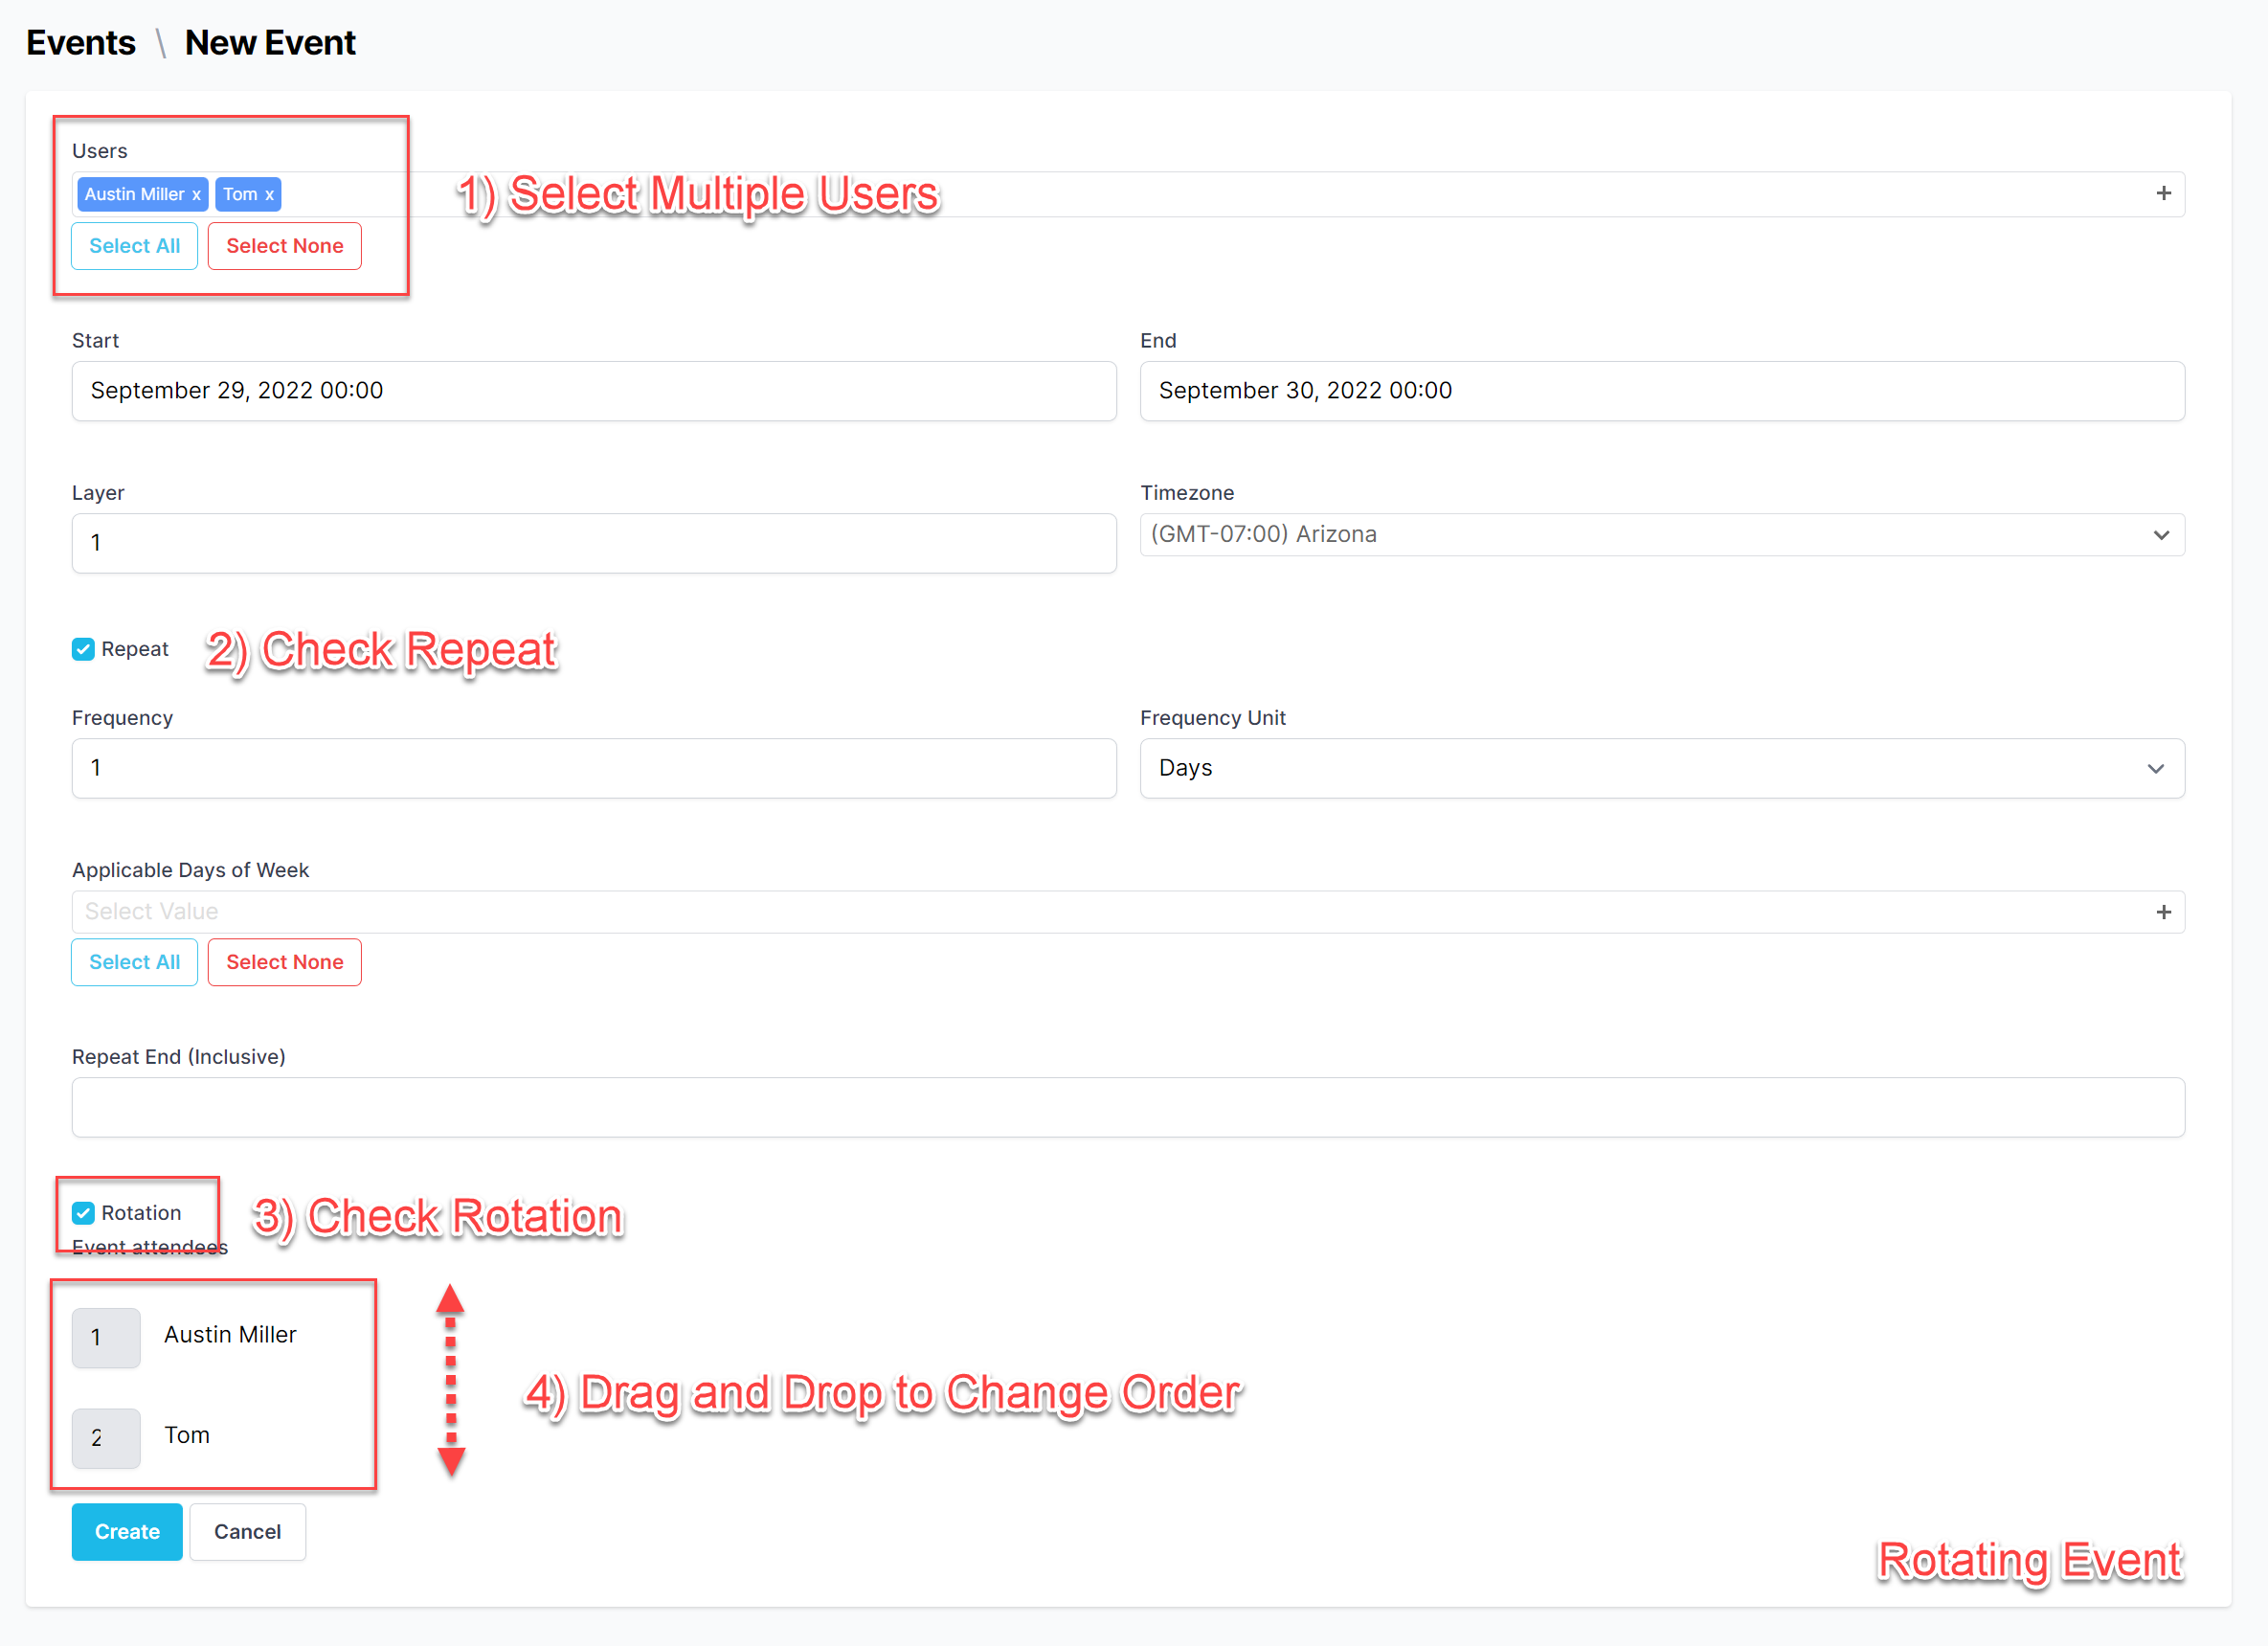 Events \ New Event
Users
Austin Miller x Tom x +
1) Select Multiple Users
Select All Select None
Start End
September 29, 2022 00:00 September 30, 2022 00:00
Layer Timezone
1 (GMT-07:00) Arizona
Repeat 2) Check Repeat
Frequency Frequency Unit
1 Days
Applicable Days of Week
Select Value +
Select All Select None
Repeat End (Inclusive)
Rotation 3) Check Rotation
Event attendees
1 Austin Miller
4) Drag and Drop to Change Order
2 Tom
Create Cancel
Rotating Event